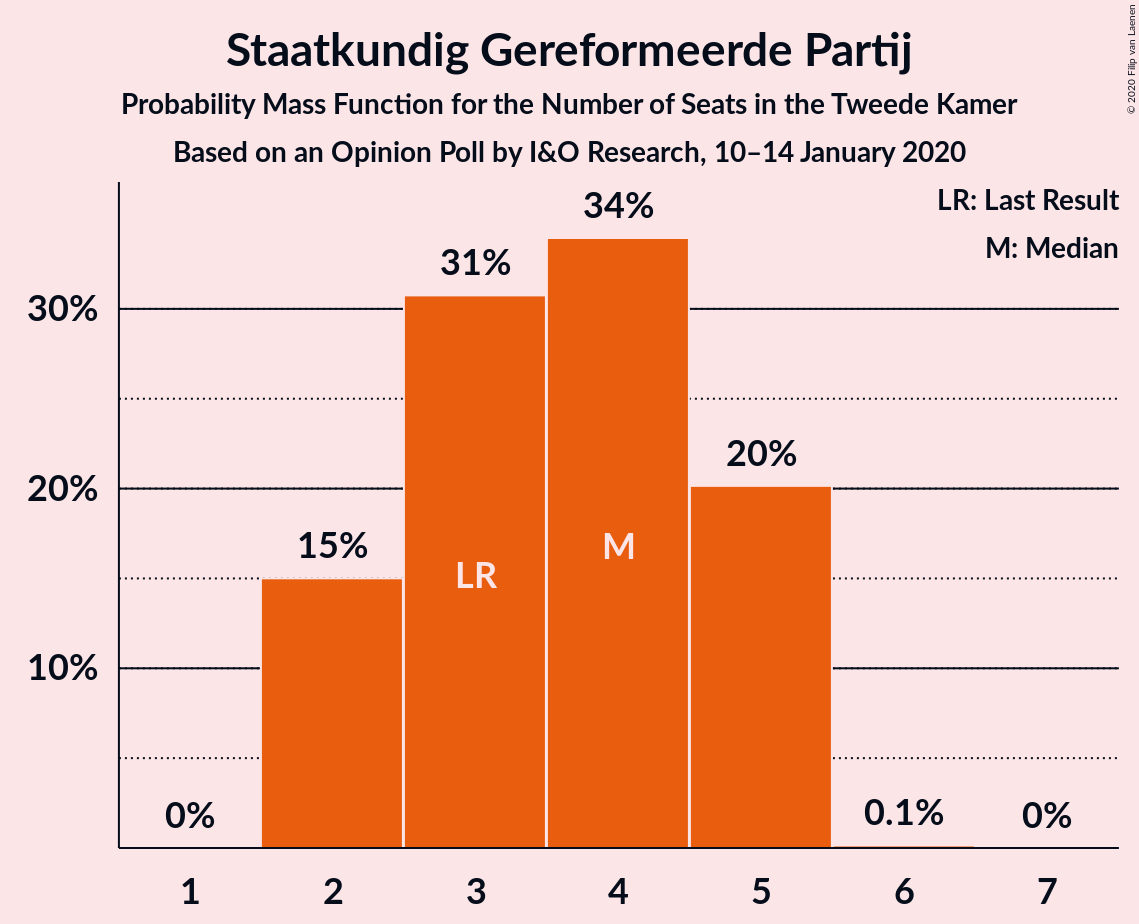 Staatkundig Gereformeerde Partij
Probability Mass Function for the Number of Seats in the Tweede Kamer
Based on an Opinion Poll by I&O Research, 10–14 January 2020
© 2020 Filip van Laenen
LR: Last Result
M: Median
34%
31%
30%
20%
20%
15%
M
LR
10%
0%
0.1%
0%
1 2 3 4 5 6 7